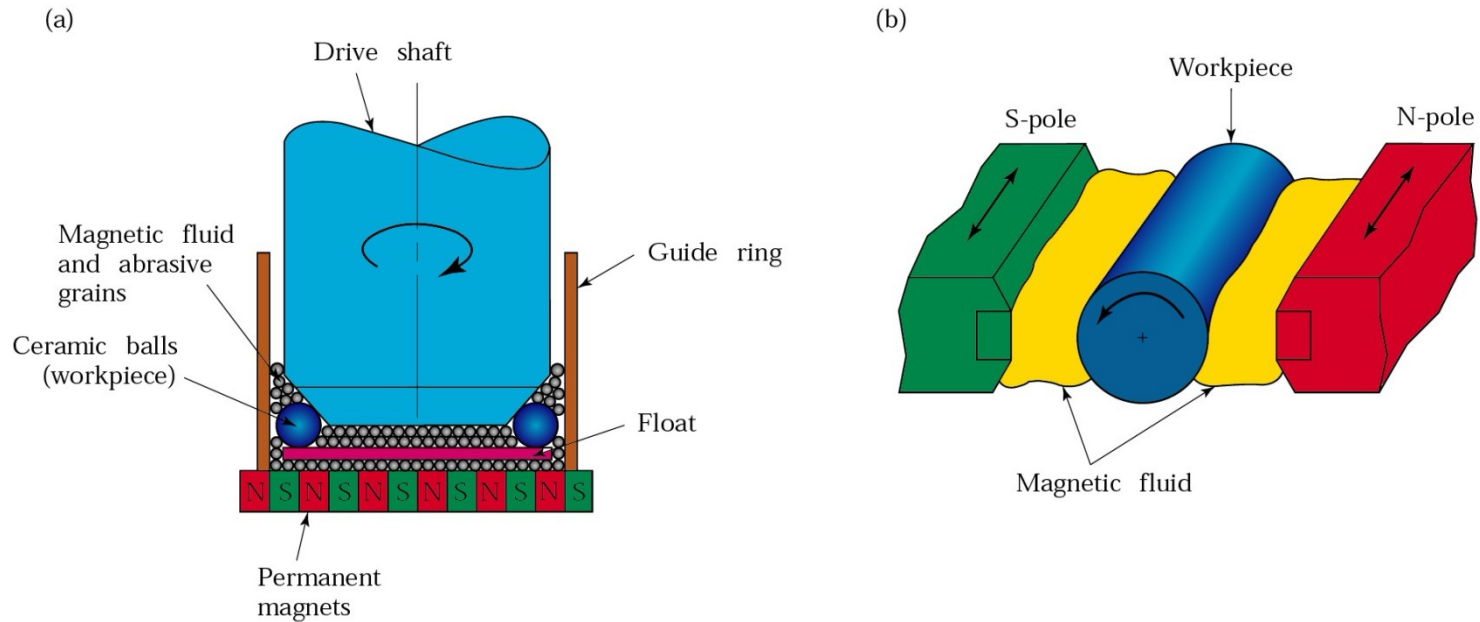 (a)
Drive shaft
Magnetic fluid
and abrasive
grains
Guide ring
Ceramic balls
(workpiece)
Float
N S N S N S N S N S N S
Permanent
magnets
(b)
Workpiece
S-pole
N-pole
Magnetic fluid